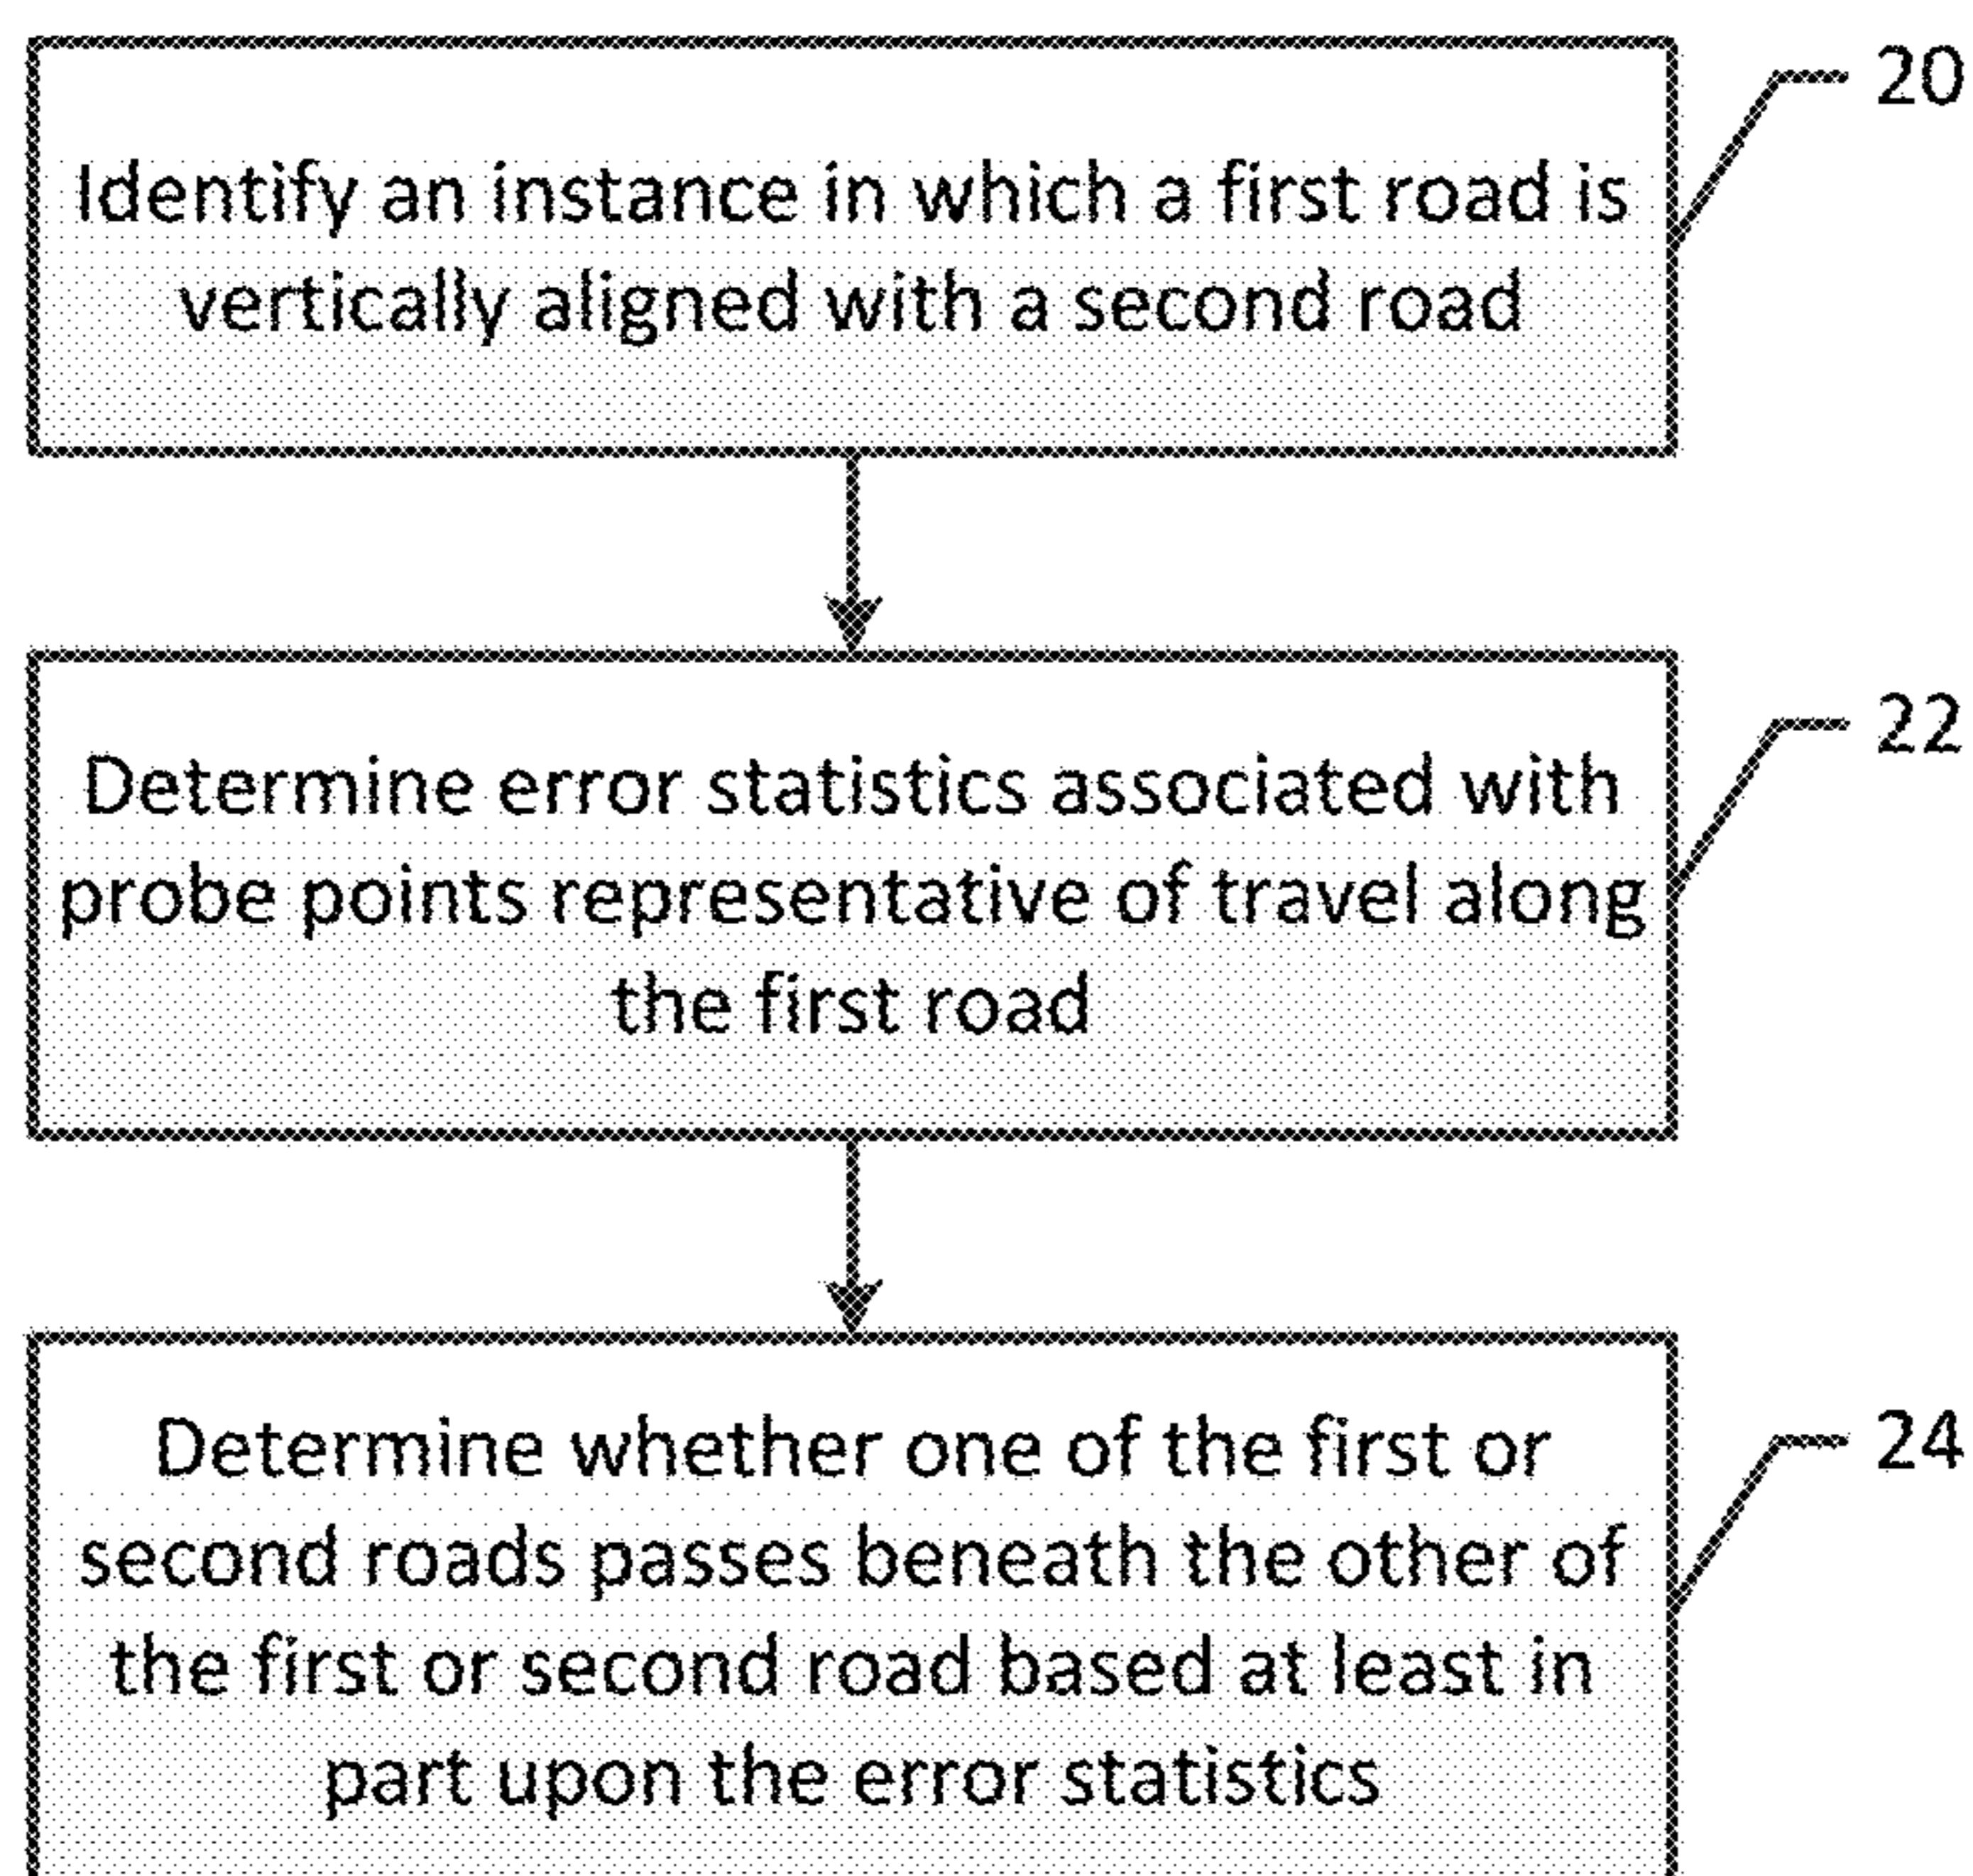 20
Identify an instance in which a first road is
vertically aligned with a second road
22
Determine error statistics associated with
probe points representative of travel along
the first road
24
Determine whether one of the first or
second roads passes beneath the other of
the first or second road based at least in
part upon the error statistics